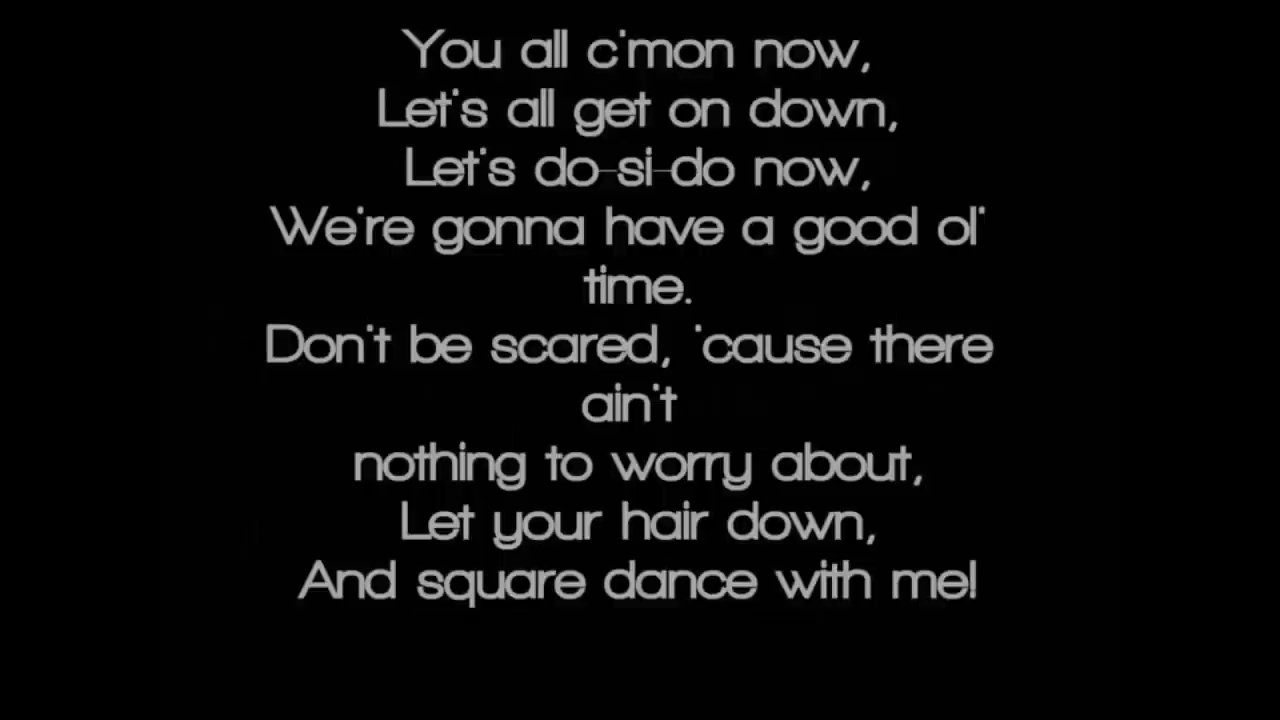 You all c'mon now,
Let's all get on down,
Let's do-si-do now,
We're gonna have a good ol'
time.
Don't be scared, 'cause there
ain't
nothing to worry about,
Let your hair down,
And square dance with me!